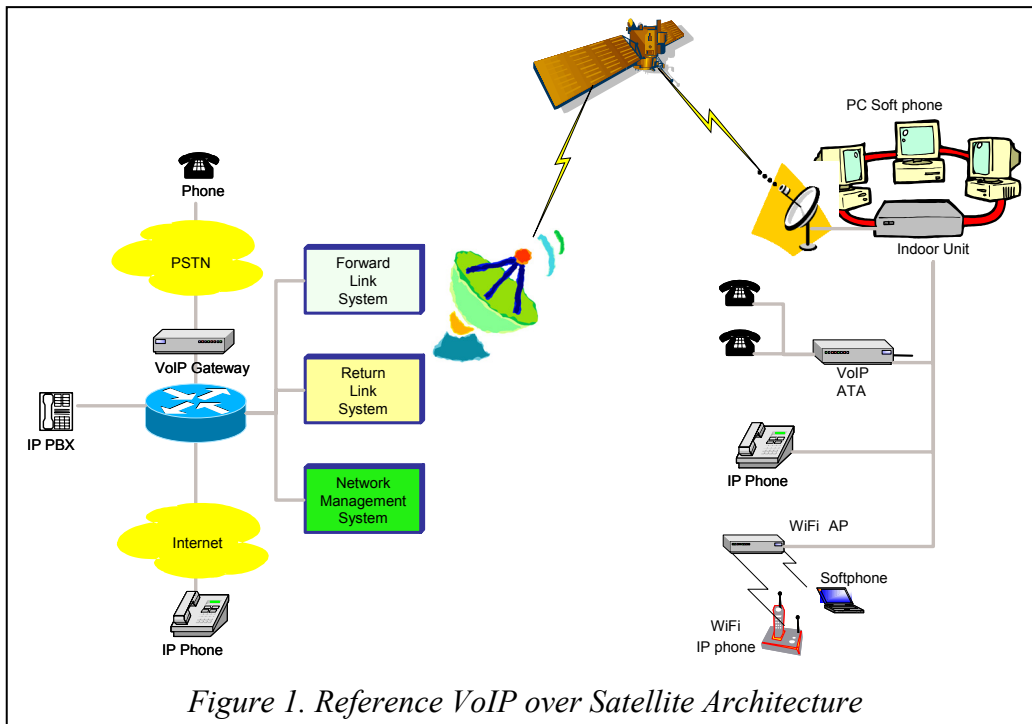 PC Soft phone
Phone
PSTN
Forward
Link
System
Indoor Unit
VoIP Gateway
Return
Link
System
VoIP
ATA
IP PBX
IP Phone
Network
Management
System
Internet
WiFi AP
Softphone
IP Phone
WiFi
IP phone
Figure 1. Reference VoIP over Satellite Architecture